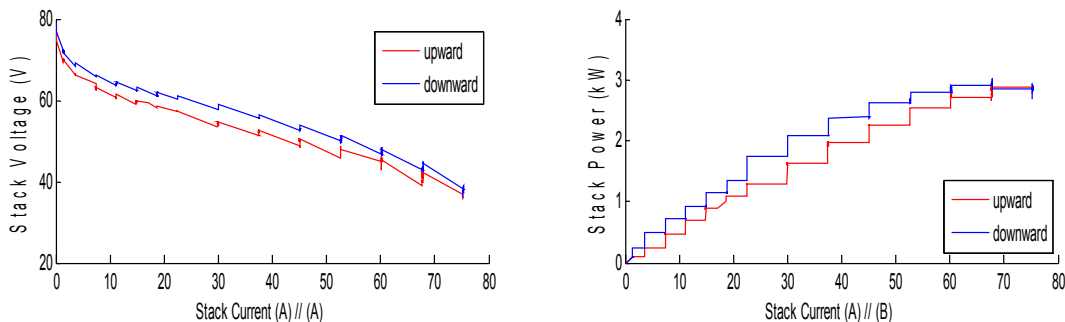 Stack Voltage (V)
80
60
40
20
0 10 20 30 40 50 60 70 80
Stack Current (A) // (A)
upward
downward
Stack Power (kW)
4
3
2
1
0
0 10 20 30 40 50 60 70 80
Stack Current (A) // (B)
upward
downward